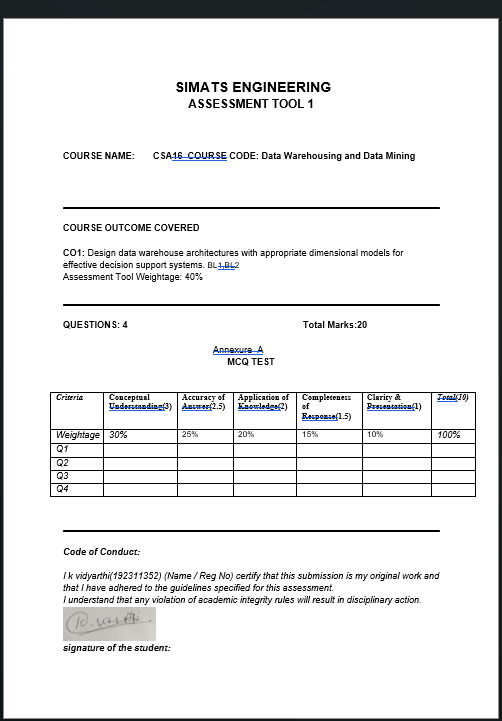 SIMATS ENGINEERING
ASSESSMENT TOOL 1
COURSE NAME: CSA16 COURSE CODE: Data Warehousing and Data Mining
COURSE OUTCOME COVERED
CO1: Design data warehouse architectures with appropriate dimensional models for
effective decision support systems. BL1,BL2
Assessment Tool Weightage: 40%
QUESTIONS: 4 Total Marks:20
Annexure A
MCQ TEST
Criteria Conceptual Understanding(3) Accuracy of Answer(2.5) Application of Knowledge(2) Completeness of Response(1.5) Clarity & Presentation(1) Total(10)
Weightage 30% 25% 20% 15% 10% 100%
Q1
Q2
Q3
Q4
Code of Conduct:
I k vidyarthi(192311352) (Name / Reg No) certify that this submission is my original work and
that I have adhered to the guidelines specified for this assessment.
I understand that any violation of academic integrity rules will result in disciplinary action.
signature of the student: